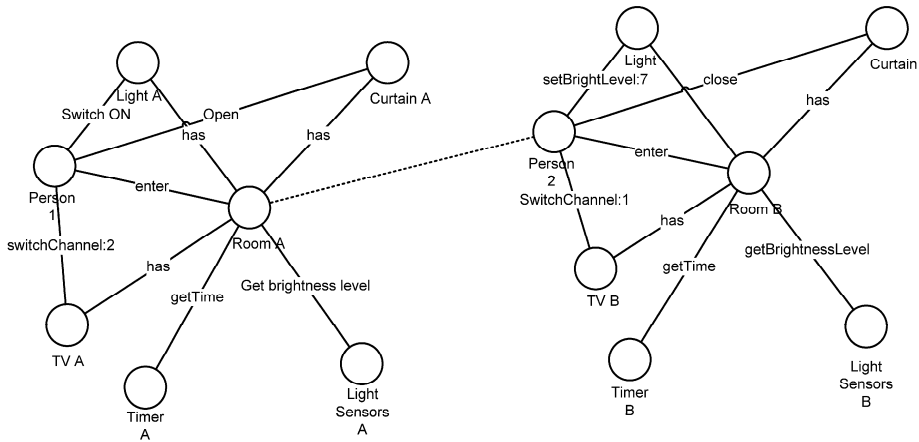 Light A
Switch ON
Open
Curtain A
has
has
Person
1
enter
switchChannel:2
Room A
has
getTime
Get brightness level
TV A
Timer
A
Light
Sensors
A
Light
setBrightLevel:7
close
Curtain
has
Person
2
enter
SwitchChannel:1
Room B
has
getTime
getBrightnessLevel
TV B
Timer
B
Light
Sensors
B